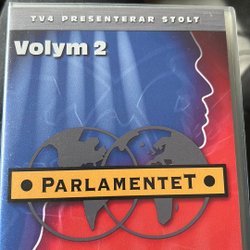 TV4 PRESENTERAR STOLT
Volym 2
• PARLAMENTET •